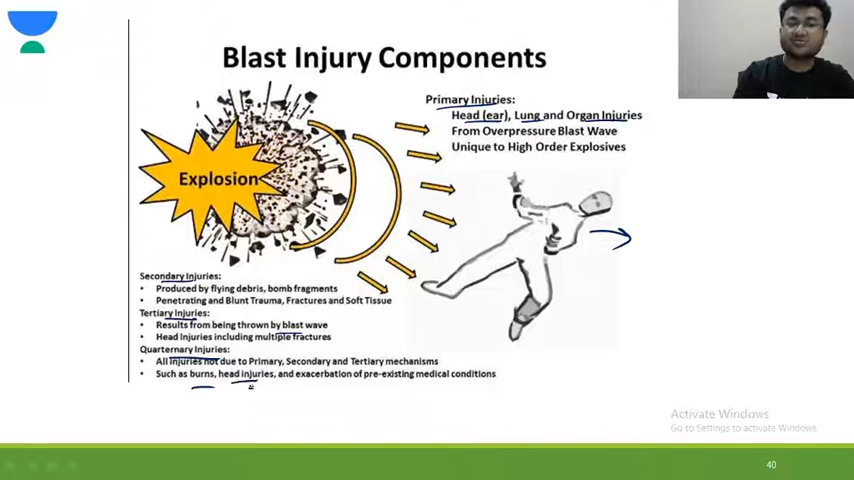 Blast Injury Components
Primary Injuries:
Head (ear), Lung and Organ Injuries
From Overpressure Blast Wave
Unique to High Order Explosives
Explosion
Secondary Injuries:
• Produced by flying debris, bomb fragments
• Penetrating and Blunt Trauma, Fractures and Soft Tissue
Tertiary Injuries:
• Results from being thrown by blast wave
• Head Injuries including multiple fractures
Quarternary Injuries:
• All Injuries not due to Primary, Secondary and Tertiary mechanisms
• Such as burns, head injuries, and exacerbation of pre-existing medical conditions
Activate Windows
Go to Settings to activate Windows.
40